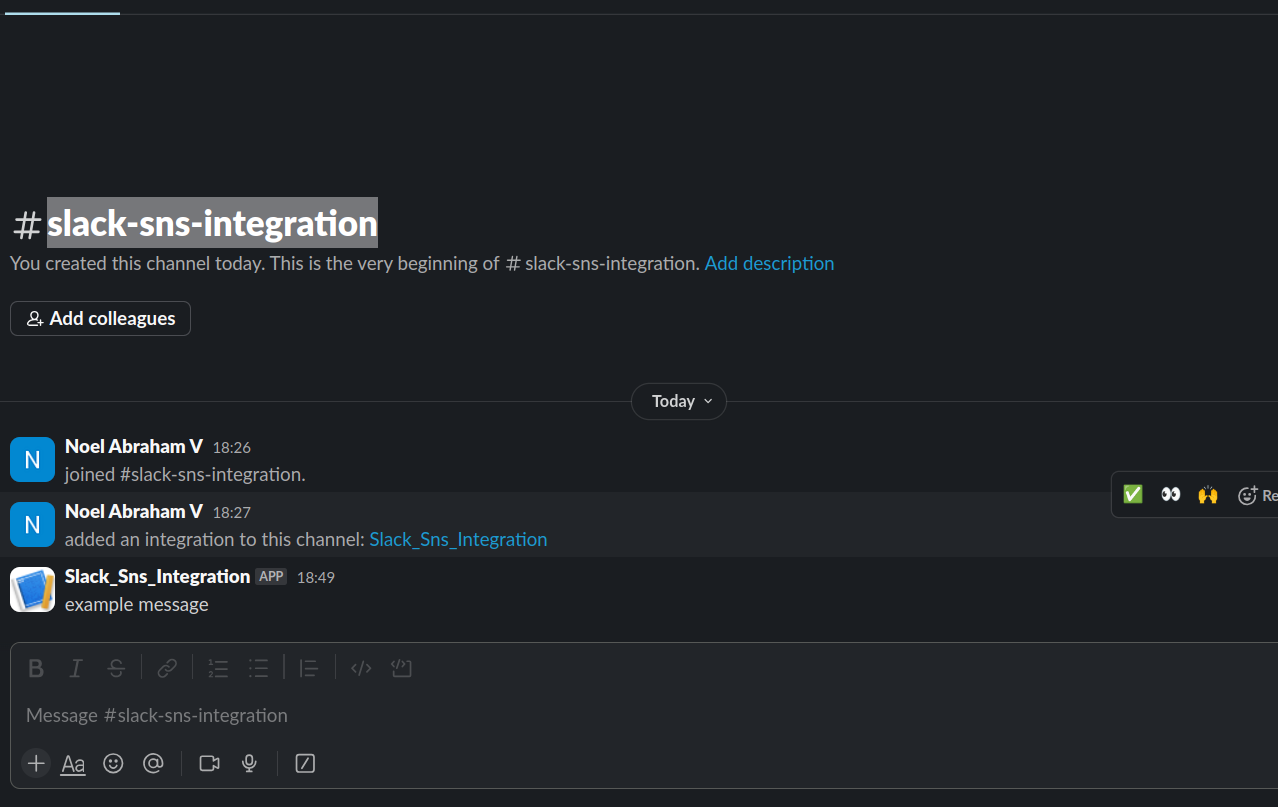 #slack-sns-integration
You created this channel today. This is the very beginning of # slack-sns-integration. Add description
Add colleagues
Today
N
Noel Abraham V 18:26
joined #slack-sns-integration.
Re
N
Noel Abraham V 18:27
added an integration to this channel: Slack_Sns_Integration
Slack_Sns_Integration APP 18:49
example message
B I S
Message #slack-sns-integration
Aa